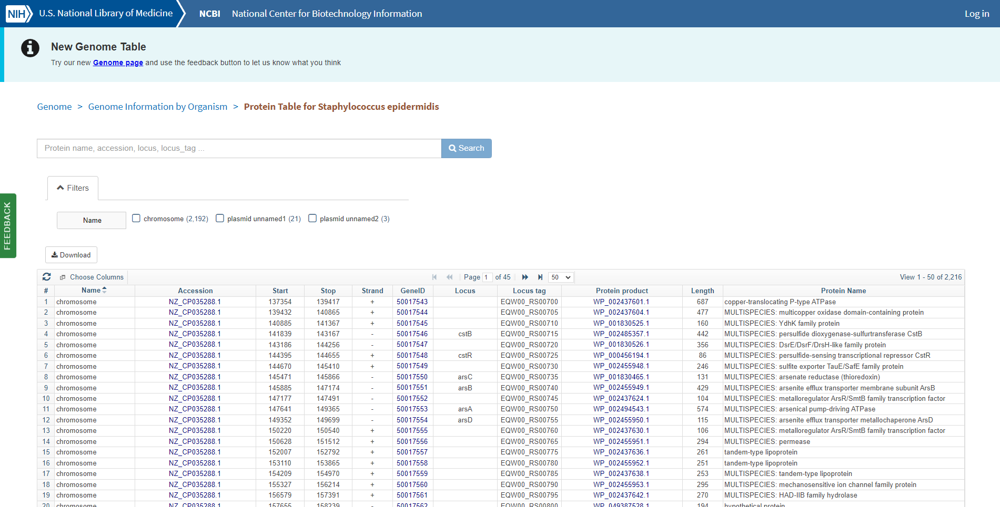 NIH U.S. National Library of Medicine NCBI National Center for Biotechnology Information Log in
New Genome Table
Try our new Genome page and use the feedback button to let us know what you think
Genome > Genome Information by Organism > Protein Table for Staphylococcus epidermidis
Protein name, accession, locus, locus_tag ... Search
Filters
FEEDBACK
Name chromosome (2,192) plasmid unnamed1 (21) plasmid unnamed2 (3)
Download
Choose Columns Page 1 of 45 50 View 1 - 50 of 2,216
# Name Accession Start Stop Strand GeneID Locus Locus tag Protein product Length Protein Name
1 chromosome NZ_CP035288.1 137354 139417 + 50017543 EQW00_RS00700 WP_002437601.1 687 copper-translocating P-type ATPase
2 chromosome NZ_CP035288.1 139432 140865 + 50017544 EQW00_RS00705 WP_002437604.1 477 MULTISPECIES: multicopper oxidase domain-containing protein
3 chromosome NZ_CP035288.1 140885 141367 + 50017545 EQW00_RS00710 WP_001830525.1 160 MULTISPECIES: YdhK family protein
4 chromosome NZ_CP035288.1 141839 143167 - 50017546 cstB EQW00_RS00715 WP_002485357.1 442 MULTISPECIES: persulfide dioxygenase-sulfurtransferase CstB
5 chromosome NZ_CP035288.1 143186 144256 - 50017547 EQW00_RS00720 WP_001830526.1 356 MULTISPECIES: DsrE/DsrF/DrsH-like family protein
6 chromosome NZ_CP035288.1 144395 144655 + 50017548 cstR EQW00_RS00725 WP_000456194.1 86 MULTISPECIES: persulfide-sensing transcriptional repressor CstR
7 chromosome NZ_CP035288.1 144670 145410 + 50017549 EQW00_RS00730 WP_002455948.1 246 MULTISPECIES: sulfite exporter TauE/SafE family protein
8 chromosome NZ_CP035288.1 145471 145866 - 50017550 arsC EQW00_RS00735 WP_001830465.1 131 MULTISPECIES: arsenate reductase (thioredoxin)
9 chromosome NZ_CP035288.1 145885 147174 - 50017551 arsB EQW00_RS00740 WP_002455949.1 429 MULTISPECIES: arsenite efflux transporter membrane subunit ArsB
10 chromosome NZ_CP035288.1 147177 147491 - 50017552 EQW00_RS00745 WP_002437624.1 104 MULTISPECIES: metalloregulator ArsR/SmtB family transcription factor
11 chromosome NZ_CP035288.1 147641 149365 - 50017553 arsA EQW00_RS00750 WP_002494543.1 574 MULTISPECIES: arsenical pump-driving ATPase
12 chromosome NZ_CP035288.1 149352 149699 - 50017554 arsD EQW00_RS00755 WP_002455950.1 115 MULTISPECIES: arsenite efflux transporter metallochaperone ArsD
13 chromosome NZ_CP035288.1 150220 150540 + 50017555 EQW00_RS00760 WP_002437630.1 106 MULTISPECIES: metalloregulator ArsR/SmtB family transcription factor
14 chromosome NZ_CP035288.1 150628 151512 + 50017556 EQW00_RS00765 WP_002455951.1 294 MULTISPECIES: permease
15 chromosome NZ_CP035288.1 152007 152792 + 50017557 EQW00_RS00775 WP_002437636.1 261 tandem-type lipoprotein
16 chromosome NZ_CP035288.1 153110 153865 + 50017558 EQW00_RS00780 WP_002455952.1 251 tandem-type lipoprotein
17 chromosome NZ_CP035288.1 154209 154970 + 50017559 EQW00_RS00785 WP_002437638.1 253 MULTISPECIES: tandem-type lipoprotein
18 chromosome NZ_CP035288.1 155327 156214 + 50017560 EQW00_RS00790 WP_002455953.1 295 MULTISPECIES: mechanosensitive ion channel family protein
19 chromosome NZ_CP035288.1 156579 157391 + 50017561 EQW00_RS00795 WP_002437642.1 270 MULTISPECIES: HAD-IIB family hydrolase
20 chromosome NZ_CP035288.1 157655 158239 - 50017562 EQW00_RS00800 WP_049387528.1 194 hypothetical protein